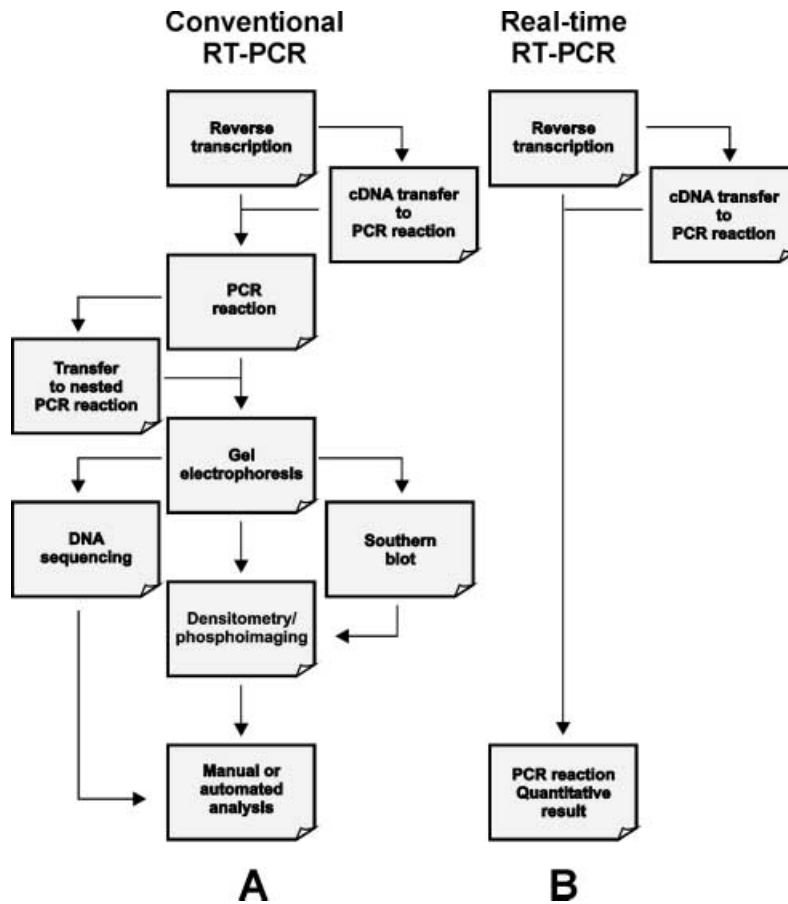 Conventional
RT-PCR
Real-time
RT-PCR
Reverse
transcription
cDNA transfer
to
PCR reaction
PCR
reaction
Transfer
to nested
PCR reaction
Gel
electrophoresis
DNA
sequencing
Southern
blot
Densitometry/
phosphoimaging
Manual or
automated
analysis
A
Reverse
transcription
cDNA transfer
to
PCR reaction
PCR reaction
Quantitative
result
B